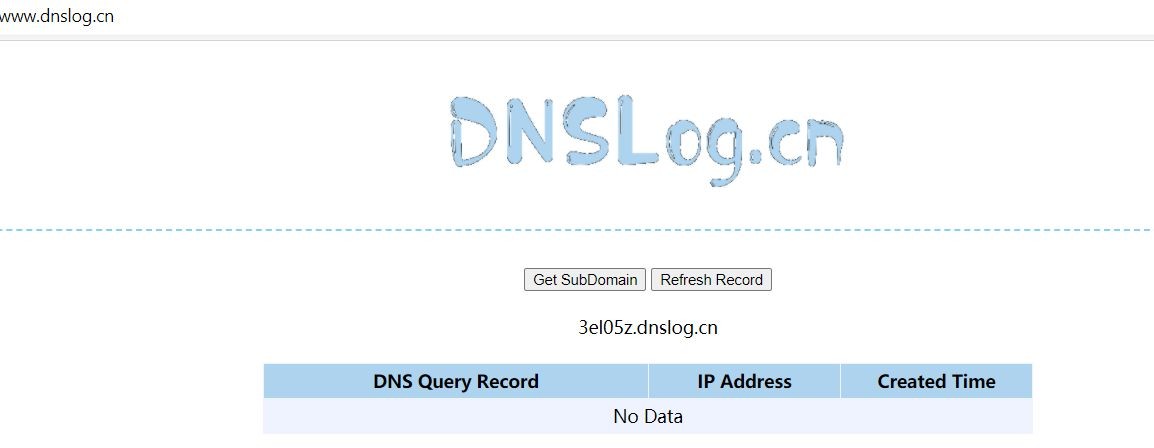 www.dnslog.cn
DNSLog.cn
Get SubDomain Refresh Record
3el05z.dnslog.cn
DNS Query Record IP Address Created Time
No Data